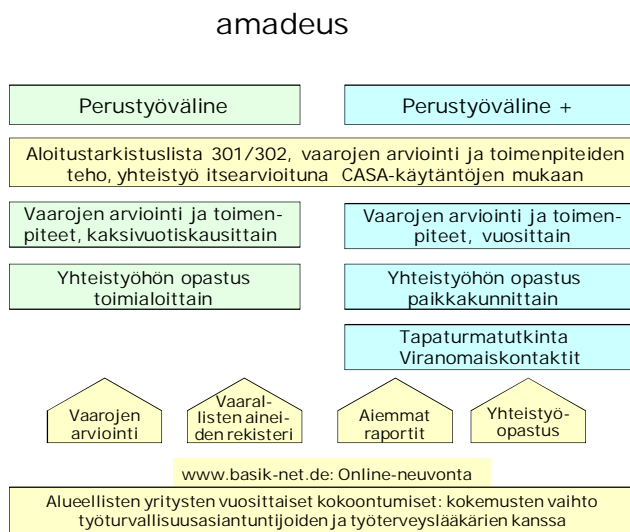 amadeus
Perustyöväline
Perustyöväline +
Aloitustarkistuslista 301/302, vaarojen arviointi ja toimenpiteiden
teho, yhteistyö itsearvioituna CASA-käytäntöjen mukaan
Vaarojen arviointi ja toimen-
piteet, kaksivuotiskausittain
Vaarojen arviointi ja toimen-
piteet, vuosittain
Yhteistyöhön opastus
toimialoittain
Yhteistyöhön opastus
paikkakunnittain
Tapaturmatutkinta
Viranomaiskontaktit
Vaarojen
arviointi
Vaaral-
listen ainei-
den rekisteri
Aiemmat
raportit
Yhteistyö-
opastus
www.basik-net.de: Online-neuvonta
Alueellisten yritysten vuosittaiset kokoontumiset: kokemusten vaihto
työturvallisuusasiantuntijoiden ja työterveyslääkärien kanssa